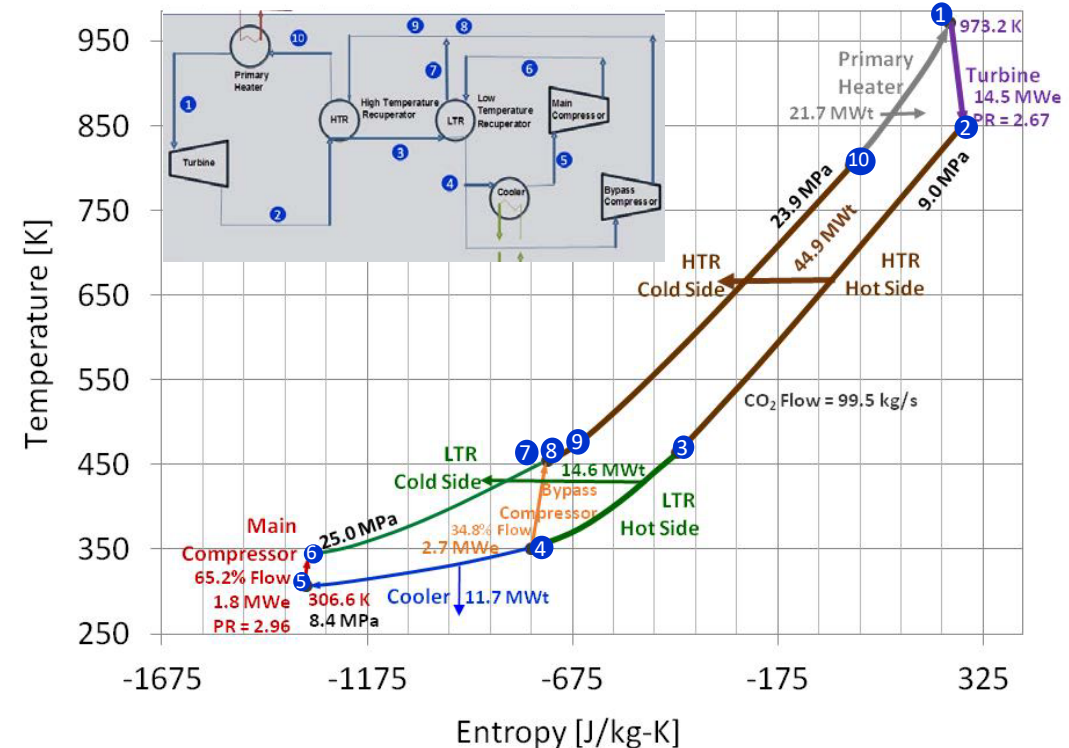 950
850
750
650
550
450
350
250
-1675
-1175
-675
-175
325
Temperature [K]
Entropy [J/kg-K]
9
8
10
Primary
Heater
7
6
1
High Temperature
Recuperator
HTR
Low
Temperature
Recuperator
LTR
Main
Compressor
3
Turbine
5
4
Cooler
Bypass
Compressor
2
1
973.2 K
Primary
Heater
21.7 MWt
Turbine
14.5 MWe
PR = 2.67
2
10
23.9 MPa
44.9 MWt
9.0 MPa
HTR
Cold Side
HTR
Hot Side
CO₂ Flow = 99.5 kg/s
7
8
9
3
LTR
Cold Side
14.6 MWt
Bypass
Compressor
34.8% Flow
2.7 MWe
LTR
Hot Side
4
25.0 MPa
Main
Compressor
65.2% Flow
1.8 MWe
PR = 2.96
6
5
306.6 K
8.4 MPa
Cooler
11.7 MWt